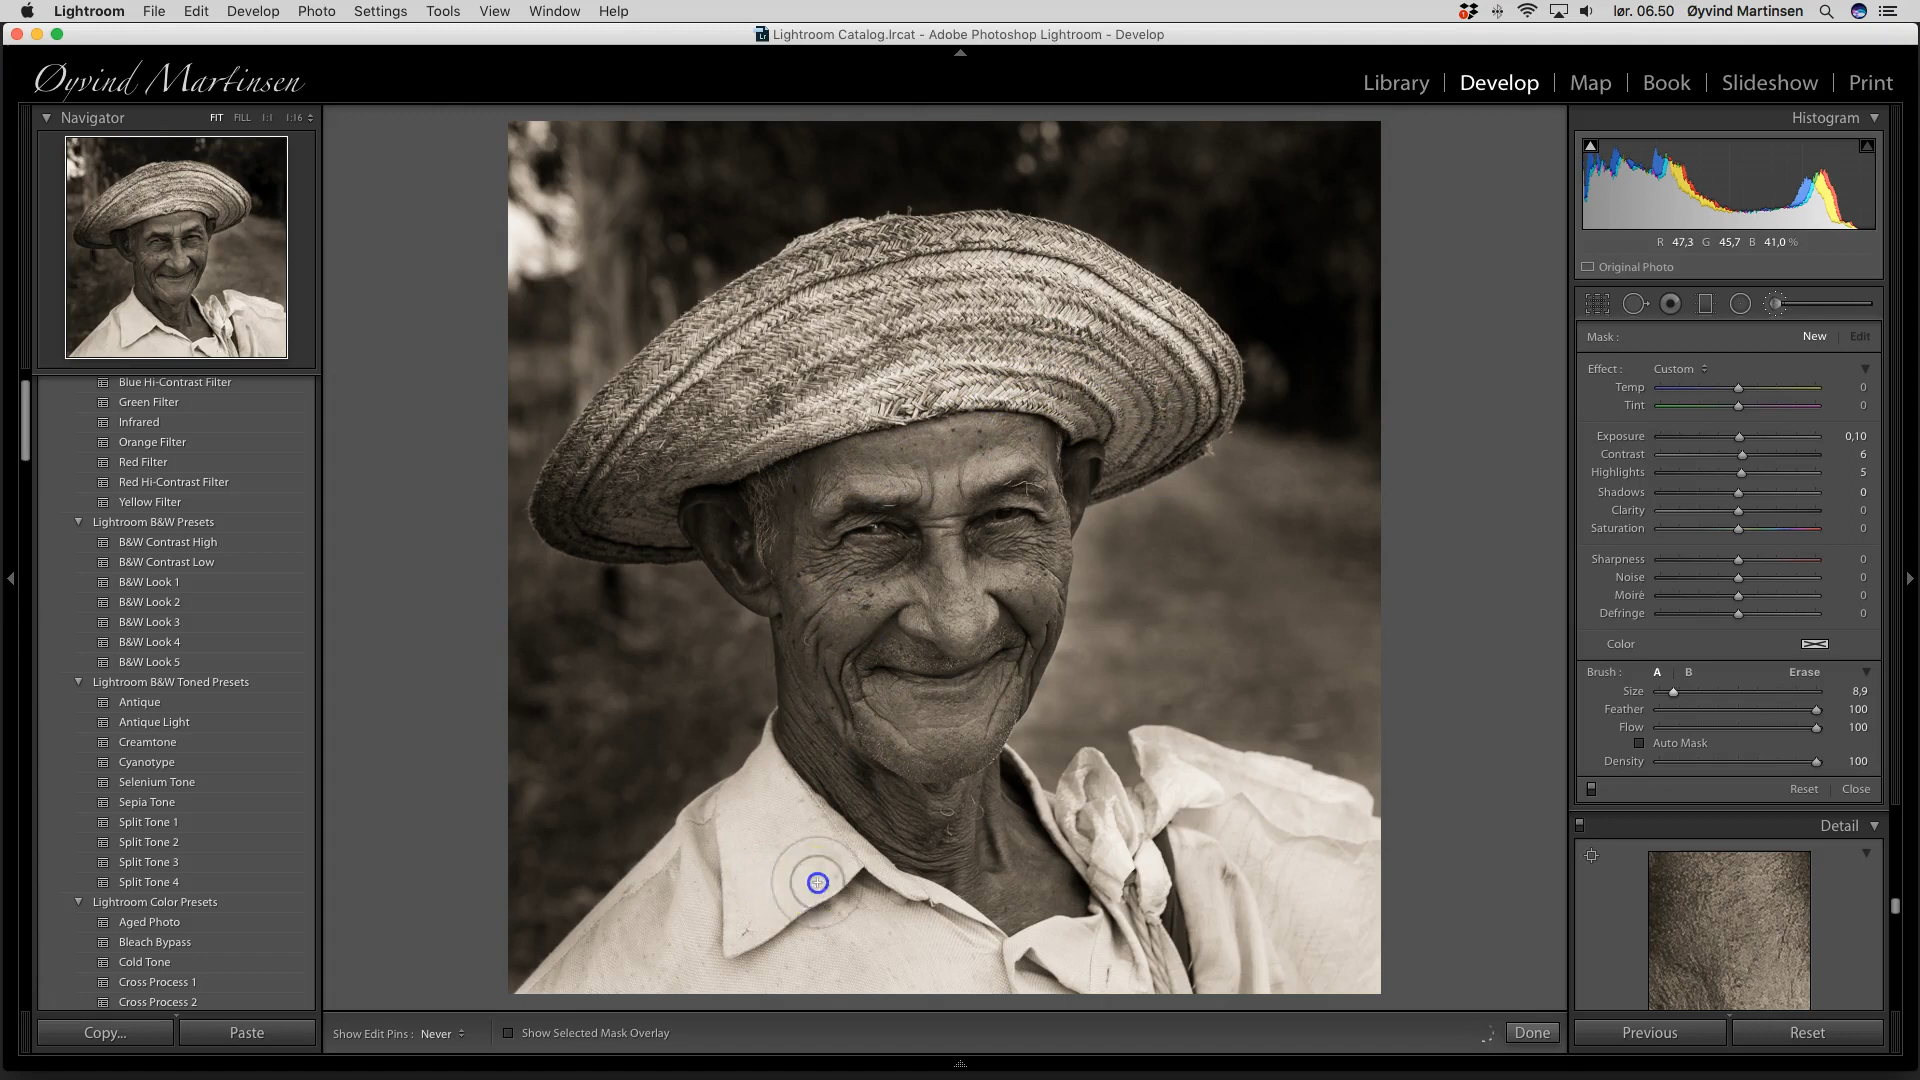 Lightroom File Edit Develop Photo Settings Tools View Window Help 1 lør. 06.50 Øyvind Martinsen
Lr Lightroom Catalog.lrcat - Adobe Photoshop Lightroom - Develop
Øyvind Martinsen Library Develop Map Book Slideshow Print
Navigator FIT FILL 1:1 1:16
Histogram
R 47,3 G 45,7 B 41,0 %
Original Photo
Mask : New Edit
Effect : Custom
Temp 0
Tint 0
Exposure 0,10
Contrast 6
Highlights 5
Shadows 0
Clarity 0
Saturation 0
Sharpness 0
Noise 0
Moiré 0
Defringe 0
Color
Brush : A B Erase
Size 8,9
Feather 100
Flow 100
Auto Mask
Density 100
Reset Close
Detail
Blue Hi-Contrast Filter
Green Filter
Infrared
Orange Filter
Red Filter
Red Hi-Contrast Filter
Yellow Filter
Lightroom B&W Presets
B&W Contrast High
B&W Contrast Low
B&W Look 1
B&W Look 2
B&W Look 3
B&W Look 4
B&W Look 5
Lightroom B&W Toned Presets
Antique
Antique Light
Creamtone
Cyanotype
Selenium Tone
Sepia Tone
Split Tone 1
Split Tone 2
Split Tone 3
Split Tone 4
Lightroom Color Presets
Aged Photo
Bleach Bypass
Cold Tone
Cross Process 1
Cross Process 2
Copy... Paste
Show Edit Pins : Never Show Selected Mask Overlay Done
Previous Reset